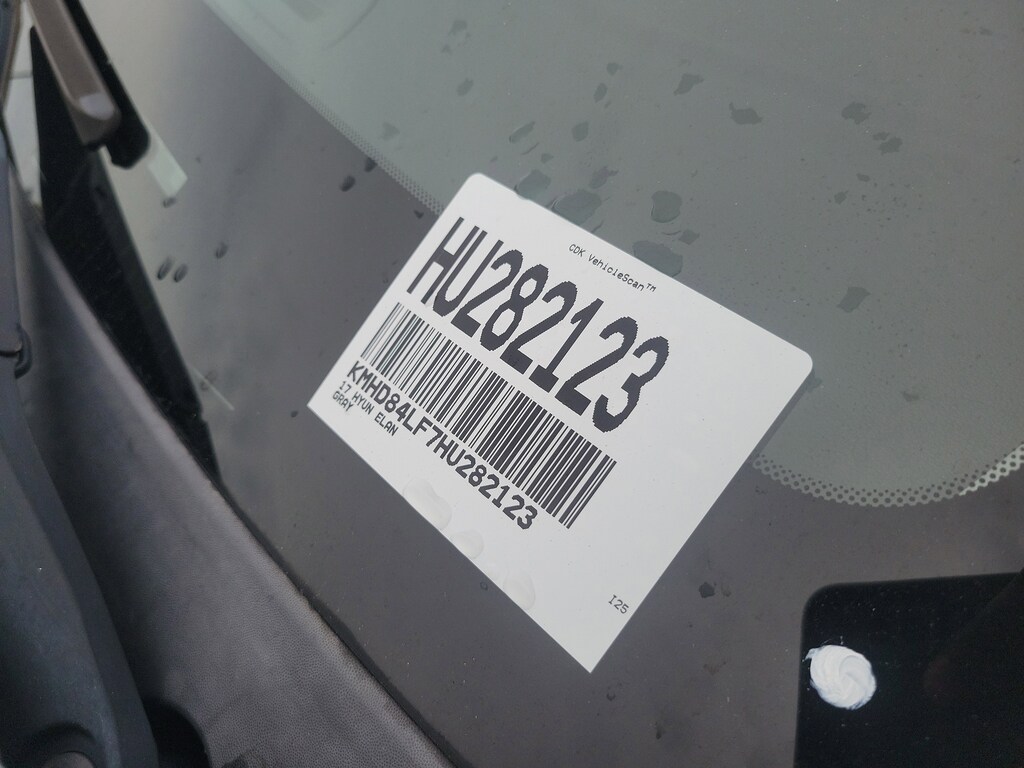 CDK VehicleScan™
HU282123
KMHD84LF7HU282123
17 HYUN ELAN
GRAY
I25